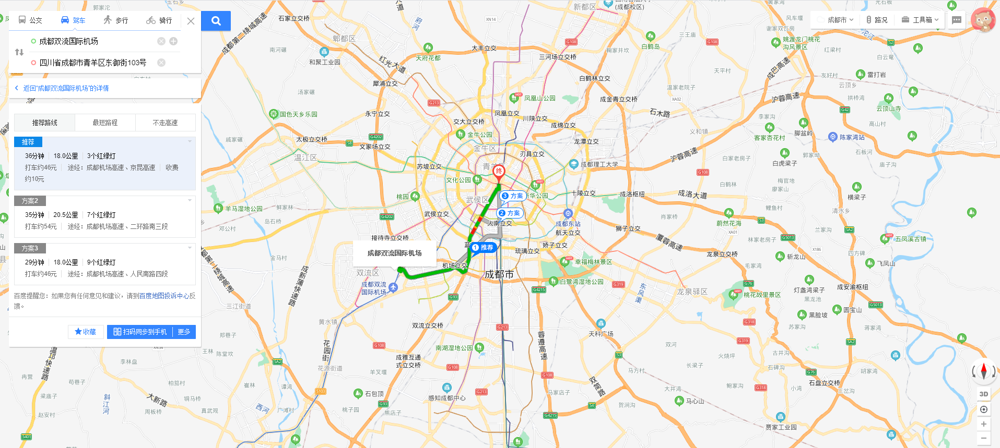 公交
驾车
步行
骑行
成都双流国际机场
四川省成都市青羊区东御街103号
返回“成都双流国际机场”的详情
推荐路线
最短路程
不走高速
推荐
36分钟 18.0公里 3个红绿灯
打车约46元 途经：成都机场高速、京昆高速 收费
约10元
方案2
35分钟 20.5公里 7个红绿灯
打车约54元 途经：成都机场高速、二环路南三段
方案3
29分钟 18.0公里 9个红绿灯
打车约46元 途经：成都机场高速、人民南路四段
百度提醒您：如果您有任何意见和建议，请到百度地图投诉中心反
馈。
收藏
扫码同步到手机
更多
成都市
路况
工具箱
石家立交桥
郫都区
南河碾
和聚工业园
天府花都
红光大道
大丰立交
府河
XN14
新都区
(成都校区)
G108
三河场立交桥
鞠家井坎
白鹤岛
三王庙
G108
风车堰
谢家双瓦房
姚渡龙门桃花
沟风景区
红梁村
沱江
S2
白云庵
天平村
成巴高速
友好村
雷打岩
云顶乡
拱桥湾
云顶山寺
高山村
成都第二绕城高速
犀浦立交
汤家碾
G213
国色天乡乐园
永宁立交
凤凰山公园
白鹤林立交
成金青立交桥
温家老院子
XA02
沪蓉高速
G42
李家沟
石木路
凤凰立交
川陕立交
交大立交桥
成绵立交
金牛公园
金牛区
龙潭立交
义和镇
客家杏花村
脚盆岭
陈家湾站
戚家碾
太极立交桥
S8
G4202
文家场立交
温江区
苏坡立交
刃具立交
青羊区
终
成都理工大学
沪蓉高速
G108
白家老房子
白虎梁子
郭家坳
石板河
庙子沟
文化公园
武侯区
桃园
3 方案
新华公园
2 方案
十陵立交
成洛枢纽
成洛大道
白鹤林
梅官地
廖家山
横梁子
鲤鱼村
清水乡
羊马湿地公园
鲜家林
岛石桥
邓公村
G4202
武侯立交
人南立交
成都东站
航天立交
狮子立交
肖家桥
蔚然花海
S3
XA01
兰家沟
SA2
五凤溪古镇
接待寺立交桥
1 推荐
娇子立交
琉璃立交
厦蓉高速
林家老房子
G5013
龙泉立交桥
X186
斩龙山
四方山
飞凤山
成都双流国际机场
机场立交
成都市
双流区
成都双流
国际机场
金马村
成新蒲快速路
三江街道
幸福梅林景区
白鹭湾湿地公园
G4215
G93
G319
东风渠
龙泉驿区
毛家湾
G76
桃花故里景区
灯盏湾梁子
黑龙池
成安渝枢纽
G5013
黄水镇
双流立交桥
G213
天科广场
黑脸坡
圆宝山
苏家沟
蒋家湾
G318
G319
SA2
郑巷子
花园街
G108
成雅互通
式立交桥
南湖湿地公园
蓉遵高速
S3
双河
火烧坪
古井沟
王林
陈堂坎
李林盘
温邛快速路
SA2
花源街道
羊叉堰
G108
G108
马方村
长梁子
石碑沟
G76
胡家湾
冉营
荀巷子
柏茄村
崔林
谭湾
S103
石包顶
感知成都中心
G213
马家店子
双简路
大井湾
鲍家沟
G318
小湾
石盘立交桥
三岔沟
梁庙子
斜江河
大新路
铜马桥
周板桥
真武观
西河
广滩村
G93
桃子园
熊店子
S4
贺涧沟
马心山
赵安村
S401
G4215
贾家工业园
3D